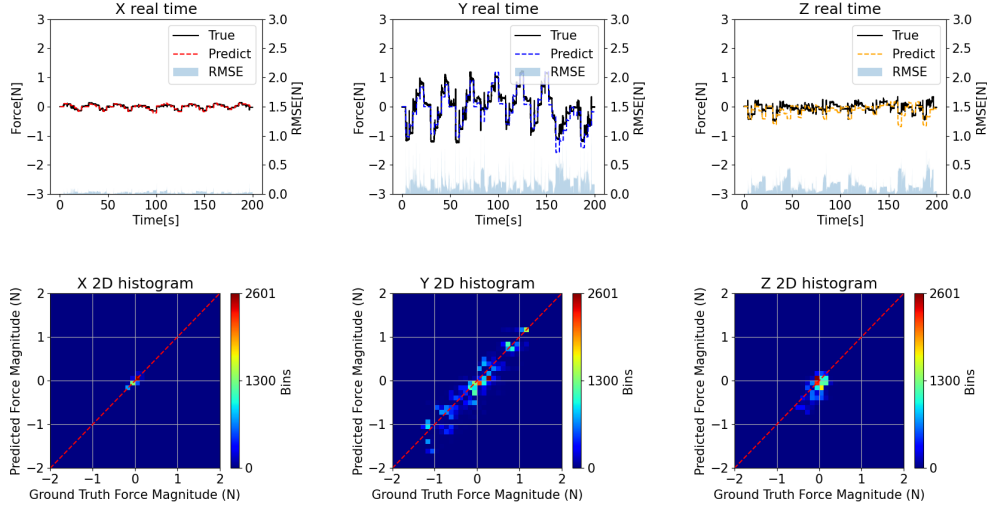 X real time
3
2
1
0
−1
−2
−3
Force[N]
True
Predict
RMSE
3.0
2.5
2.0
1.5
1.0
0.5
0.0
RMSE[N]
0
50
100
150
200
Time[s]
Y real time
3
2
1
0
−1
−2
−3
Force[N]
True
Predict
RMSE
3.0
2.5
2.0
1.5
1.0
0.5
0.0
RMSE[N]
0
50
100
150
200
Time[s]
Z real time
3
2
1
0
−1
−2
−3
Force[N]
True
Predict
RMSE
3.0
2.5
2.0
1.5
1.0
0.5
0.0
RMSE[N]
0
50
100
150
200
Time[s]
X 2D histogram
2
1
0
−1
−2
Predicted Force Magnitude (N)
−2
−1
0
1
2
Ground Truth Force Magnitude (N)
2601
1300
0
Bins
Y 2D histogram
2
1
0
−1
−2
Predicted Force Magnitude (N)
−2
−1
0
1
2
Ground Truth Force Magnitude (N)
2601
1300
0
Bins
Z 2D histogram
2
1
0
−1
−2
Predicted Force Magnitude (N)
−2
−1
0
1
2
Ground Truth Force Magnitude (N)
2601
1300
0
Bins